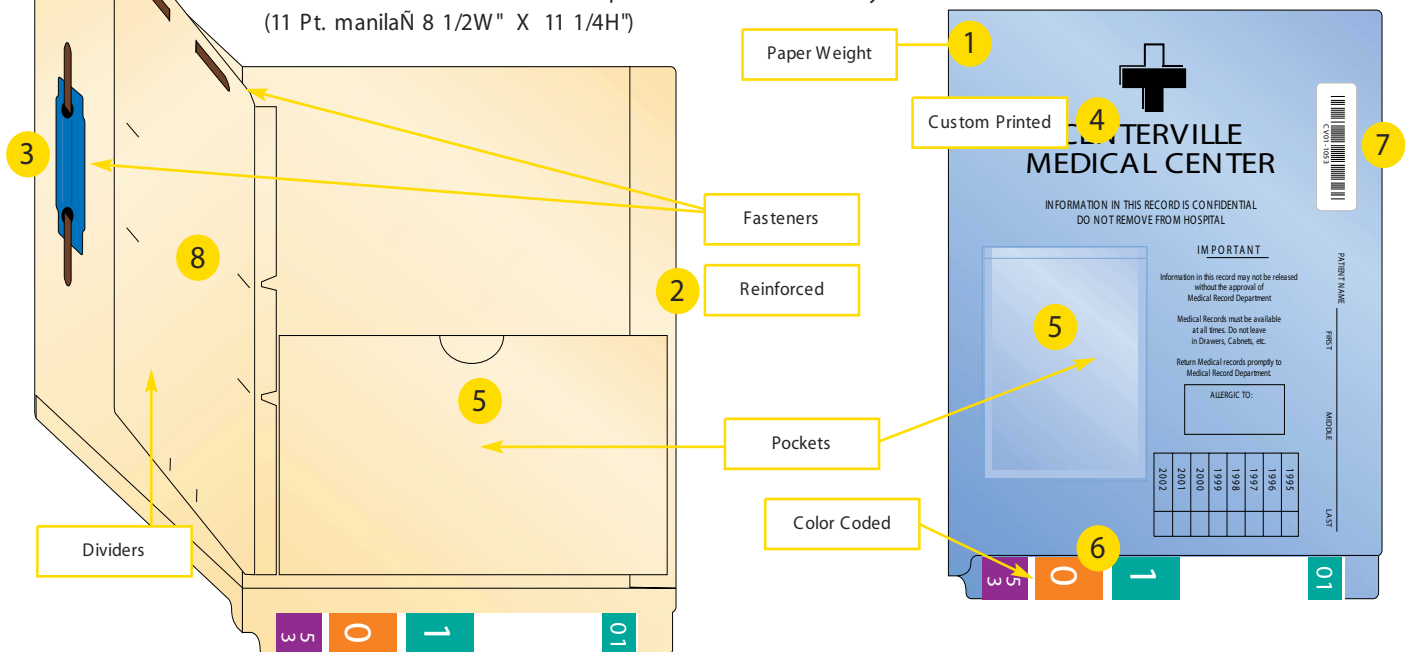 (11 Pt. manilaÑ 8 1/2W" X 11 1/4H")
Paper Weight
1
Custom Printed
4
CENTERVILLE
MEDICAL CENTER
INFORMATION IN THIS RECORD IS CONFIDENTIAL
DO NOT REMOVE FROM HOSPITAL
CV01-1053
7
3
8
Fasteners
2
Reinforced
IMPORTANT
Information in this record may not be released
without the approval of
Medical Record Department
Medical Records must be available
at all times. Do not leave
in Drawers, Cabnets, etc.
Return Medical records promptly to
Medical Record Department.
ALLERGIC TO:
PATIENT NAME
FIRST
MIDDLE
LAST
5
5
Pockets
1995
1996
1997
1998
1999
2000
2001
2002
Color Coded
6
Dividers
53
0
1
01
53
0
1
01